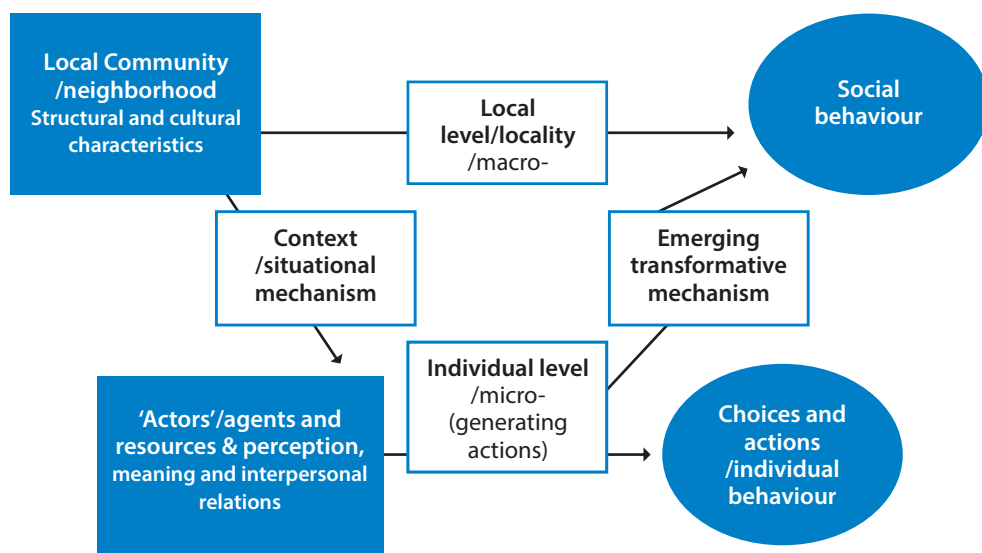 Local Community
/neighborhood
Structural and cultural
characteristics
Local
level/locality
/macro-
Social
behaviour
Context
/situational
mechanism
Emerging
transformative
mechanism
'Actors'/agents and
resources & perception,
meaning and interpersonal
relations
Individual level
/micro-
(generating
actions)
Choices and
actions
/individual
behaviour